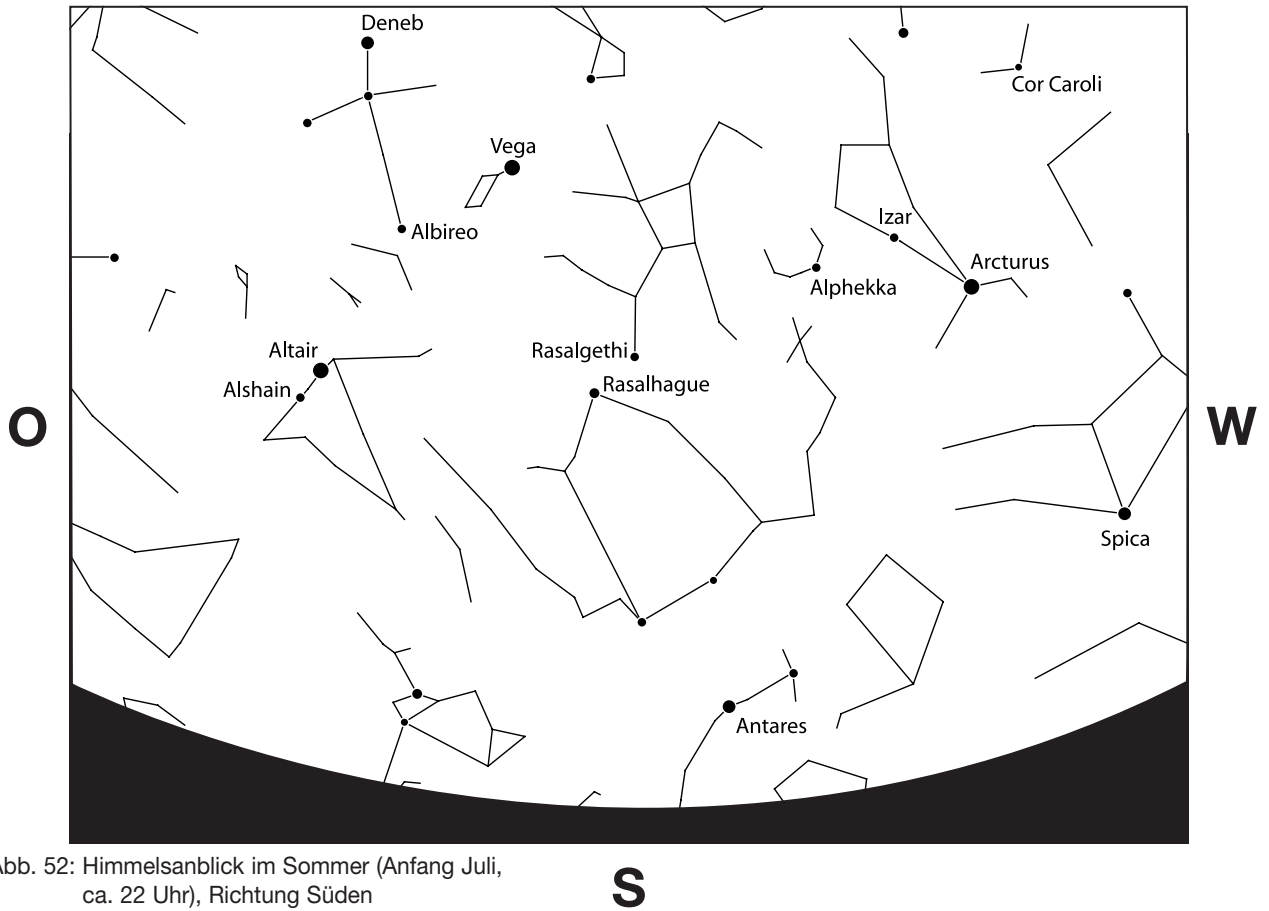 Deneb
Cor Caroli
Vega
Izar
Albireo
Arcturus
Alphekka
Altair
Rasalgethi
Rasalhague
Alshain
O
W
Spica
Antares
Abb. 52: Himmelsanblick im Sommer (Anfang Juli,
ca. 22 Uhr), Richtung Süden
S